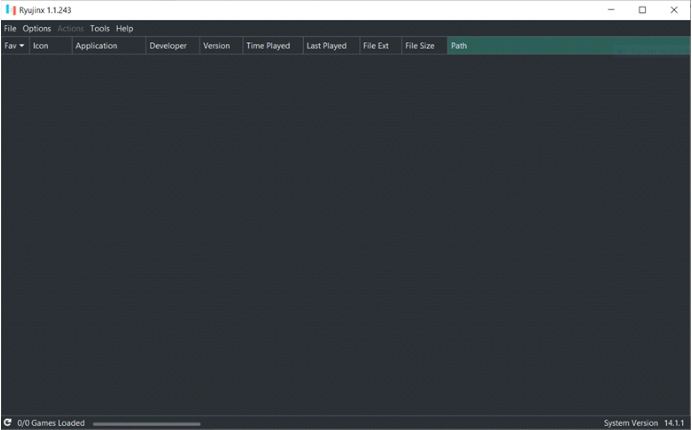 Ryujinx 1.1.243
File Options Actions Tools Help
Fav Icon Application Developer Version Time Played Last Played File Ext File Size Path
0/0 Games Loaded System Version 14.1.1